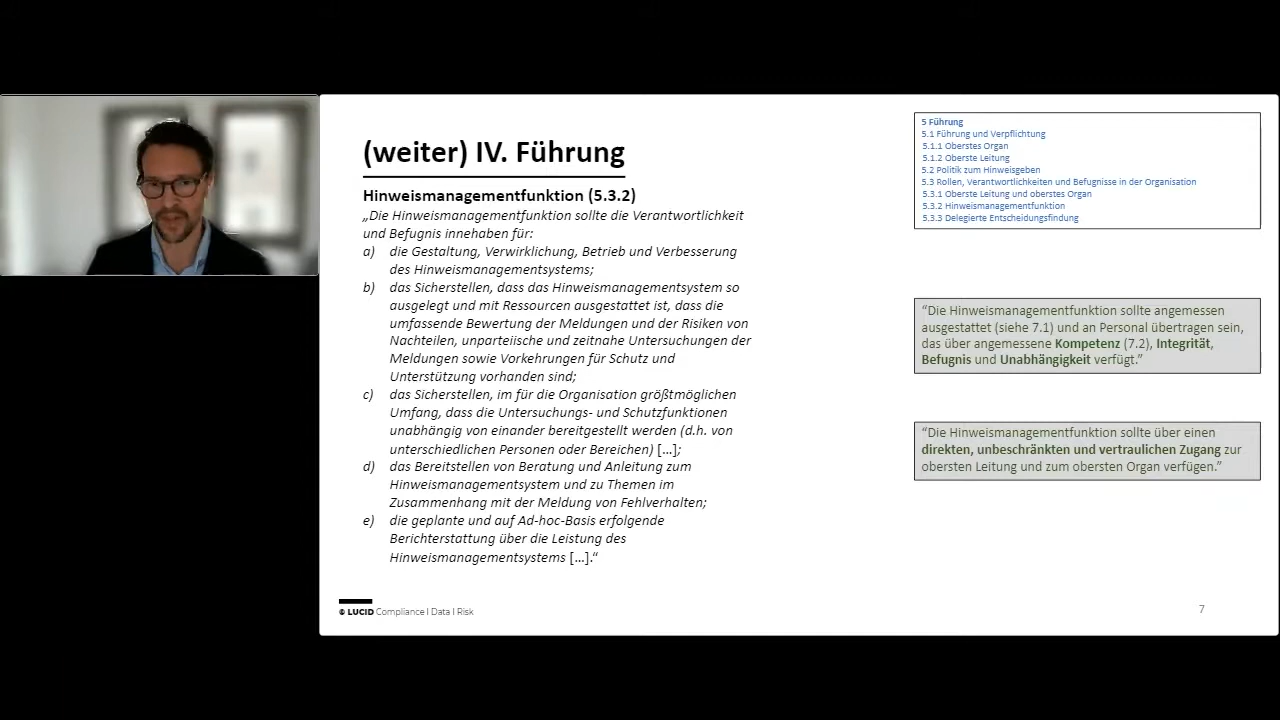 (weiter) IV. Führung
Hinweismanagementfunktion (5.3.2)
„Die Hinweismanagementfunktion sollte die Verantwortlichkeit
und Befugnis innehaben für:
a) die Gestaltung, Verwirklichung, Betrieb und Verbesserung
des Hinweismanagementsystems;
b) das Sicherstellen, dass das Hinweismanagementsystem so
ausgelegt und mit Ressourcen ausgestattet ist, dass die
umfassende Bewertung der Meldungen und der Risiken von
Nachteilen, unparteiische und zeitnahe Untersuchungen der
Meldungen sowie Vorkehrungen für Schutz und
Unterstützung vorhanden sind;
c) das Sicherstellen, im für die Organisation größtmöglichen
Umfang, dass die Untersuchungs- und Schutzfunktionen
unabhängig von einander bereitgestellt werden (d.h. von
unterschiedlichen Personen oder Bereichen) [...];
d) das Bereitstellen von Beratung und Anleitung zum
Hinweismanagementsystem und zu Themen im
Zusammenhang mit der Meldung von Fehlverhalten;
e) die geplante und auf Ad-hoc-Basis erfolgende
Berichterstattung über die Leistung des
Hinweismanagementsystems [...].“
5 Führung
5.1 Führung und Verpflichtung
5.1.1 Oberstes Organ
5.1.2 Oberste Leitung
5.2 Politik zum Hinweisgeben
5.3 Rollen, Verantwortlichkeiten und Befugnisse in der Organisation
5.3.1 Oberste Leitung und oberstes Organ
5.3.2 Hinweismanagementfunktion
5.3.3 Delegierte Entscheidungsfindung
“Die Hinweismanagementfunktion sollte angemessen
ausgestattet (siehe 7.1) und an Personal übertragen sein,
das über angemessene Kompetenz (7.2), Integrität,
Befugnis und Unabhängigkeit verfügt.”
“Die Hinweismanagementfunktion sollte über einen
direkten, unbeschränkten und vertraulichen Zugang zur
obersten Leitung und zum obersten Organ verfügen.”
© LUCID Compliance I Data I Risk
7